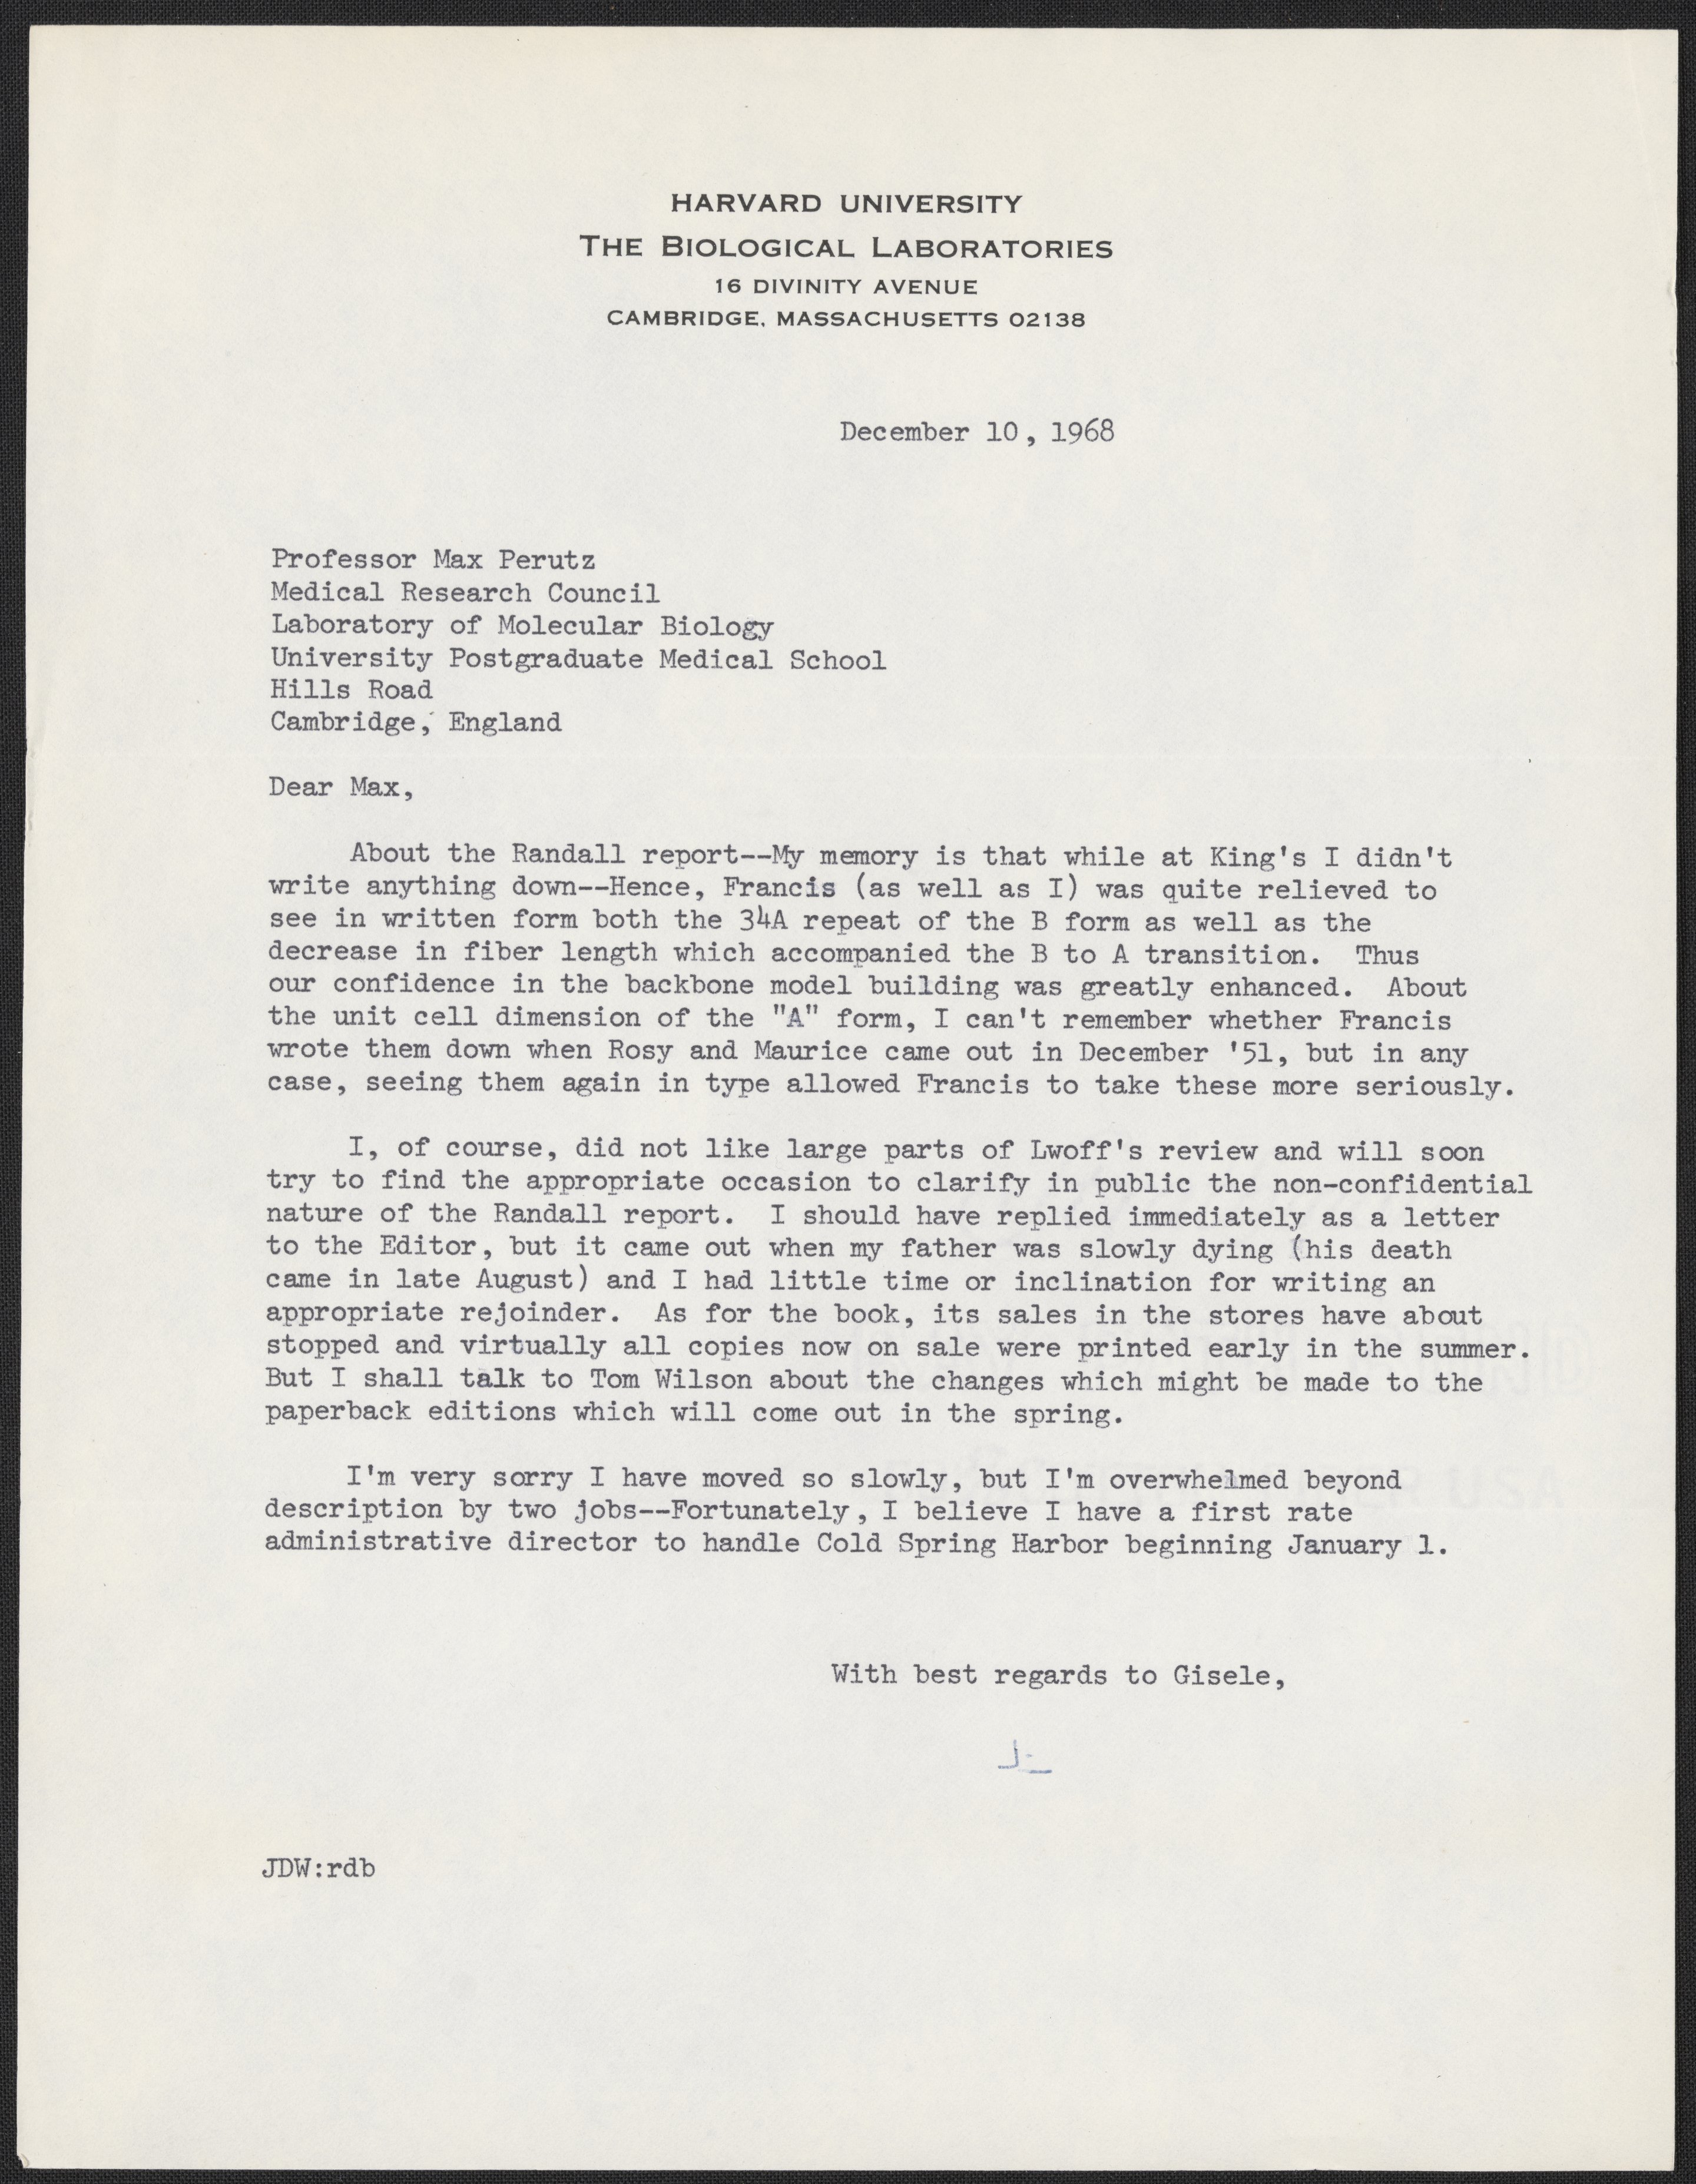 HARVARD UNIVERSITY
THE BIOLOGICAL LABORATORIES
16 DIVINITY AVENUE
CAMBRIDGE, MASSACHUSETTS 02138
December 10, 1968
Professor Max Perutz
Medical Research Council
Laboratory of Molecular Biology
University Postgraduate Medical School
Hills Road
Cambridge, England
Dear Max,
About the Randall report--My memory is that while at King's I didn't
write anything down--Hence, Francis (as well as I) was quite relieved to
see in written form both the 34A repeat of the B form as well as the
decrease in fiber length which accompanied the B to A transition. Thus
our confidence in the backbone model building was greatly enhanced. About
the unit cell dimension of the "A" form, I can't remember whether Francis
wrote them down when Rosy and Maurice came out in December '51, but in any
case, seeing them again in type allowed Francis to take these more seriously.
I, of course, did not like large parts of Lwoff's review and will soon
try to find the appropriate occasion to clarify in public the non-confidential
nature of the Randall report. I should have replied immediately as a letter
to the Editor, but it came out when my father was slowly dying (his death
came in late August) and I had little time or inclination for writing an
appropriate rejoinder. As for the book, its sales in the stores have about
stopped and virtually all copies now on sale were printed early in the summer.
But I shall talk to Tom Wilson about the changes which might be made to the
paperback editions which will come out in the spring.
I'm very sorry I have moved so slowly, but I'm overwhelmed beyond
description by two jobs--Fortunately, I believe I have a first rate
administrative director to handle Cold Spring Harbor beginning January 1.
With best regards to Gisele,
JDW:rdb